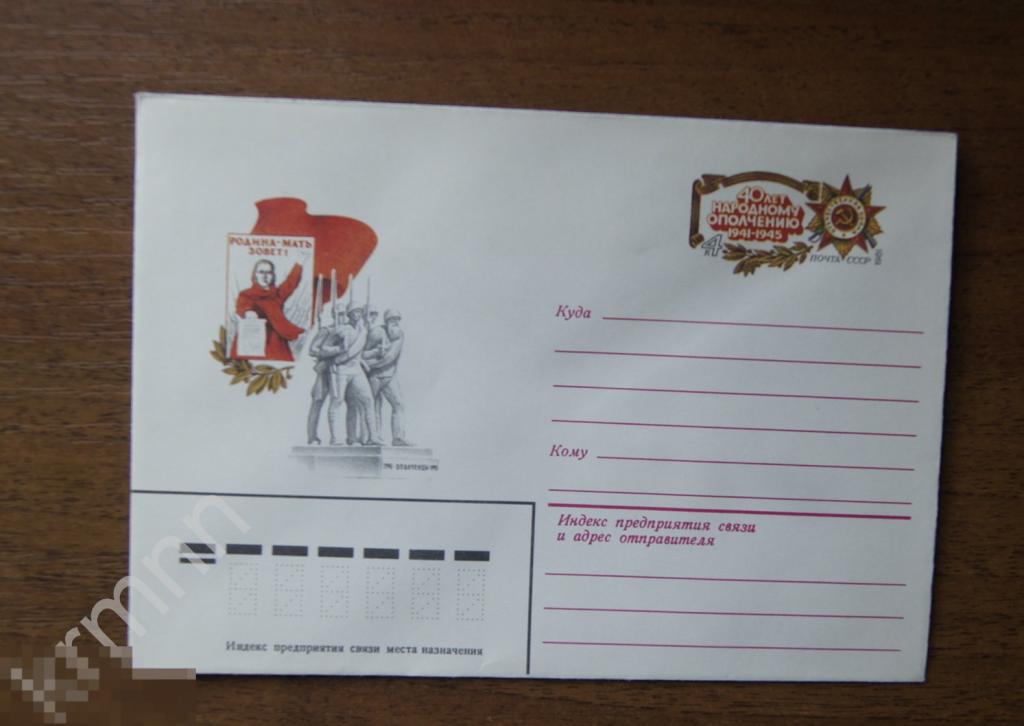 40 ЛЕТ
НАРОДНОМУ
ОПОЛЧЕНИЮ
1941-1945
4
К
ПОЧТА СССР
1981
РОДИНА-МАТЬ
ЗОВЕТ!
Куда
Кому
Индекс предприятия связи
и адрес отправителя
Индекс предприятия связи места назначения